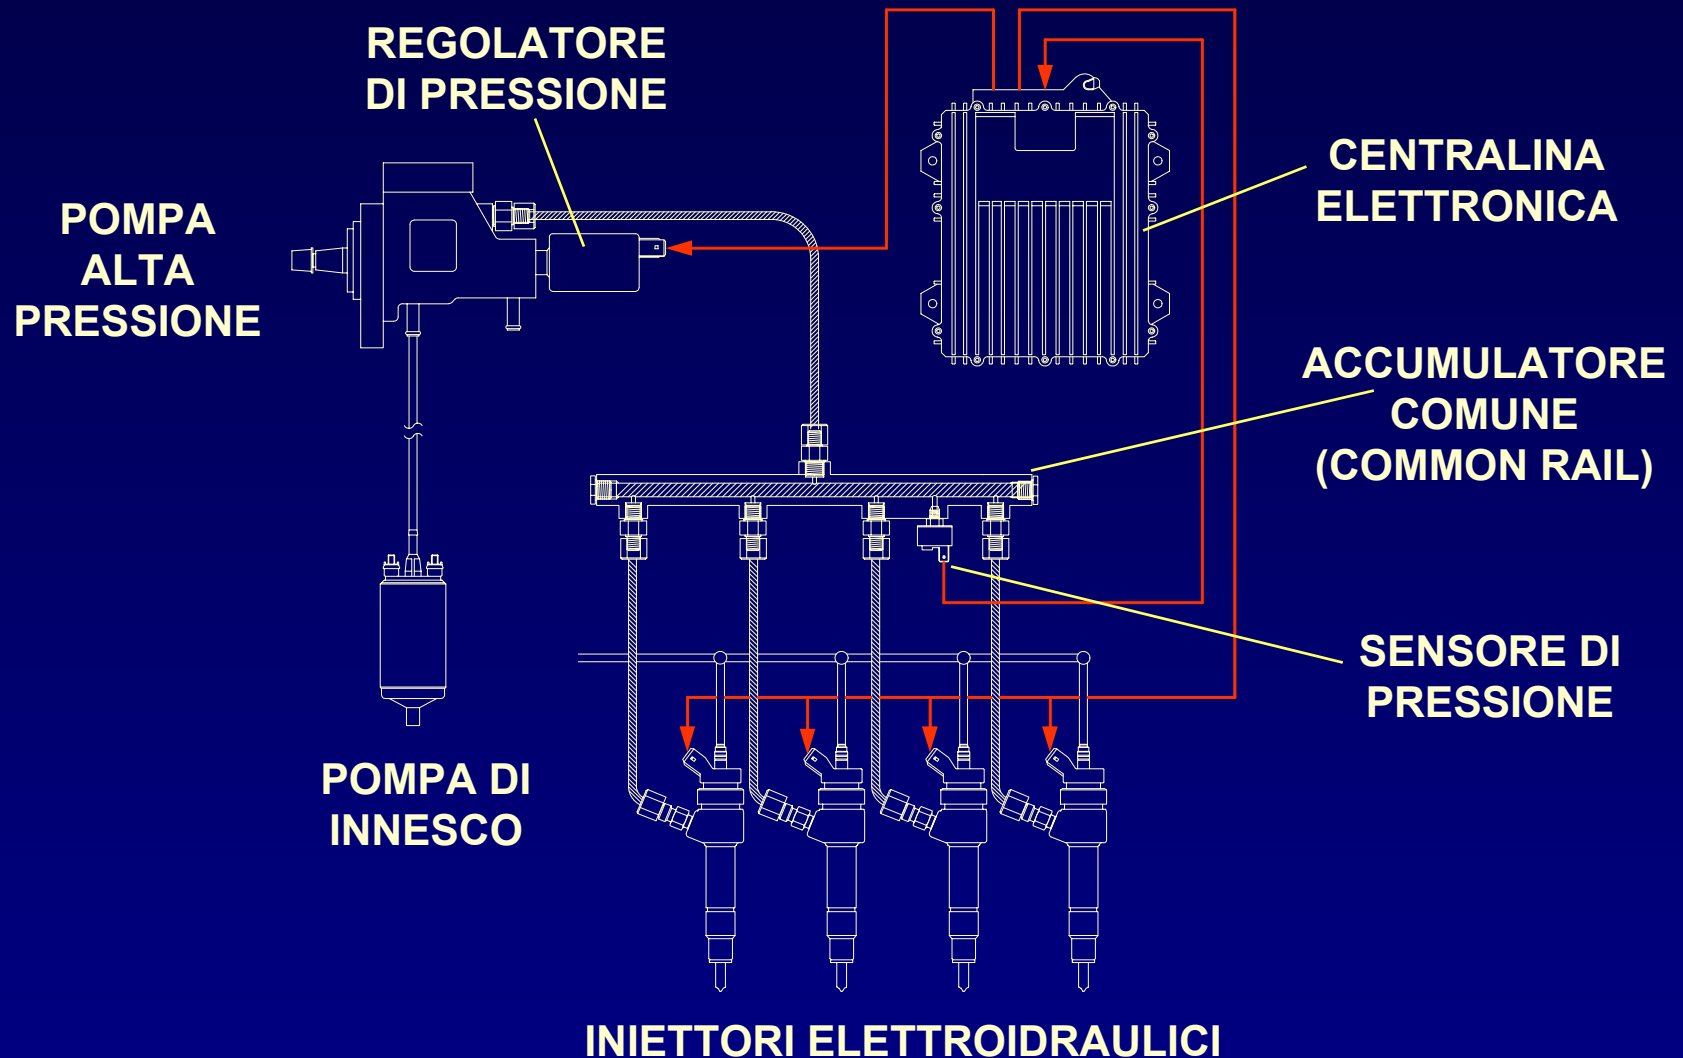 REGOLATORE
DI PRESSIONE
CENTRALINA
ELETTRONICA
POMPA
ALTA
PRESSIONE
ACCUMULATORE
COMUNE
(COMMON RAIL)
SENSORE DI
PRESSIONE
POMPA DI
INNESCO
INIETTORI ELETTROIDRAULICI